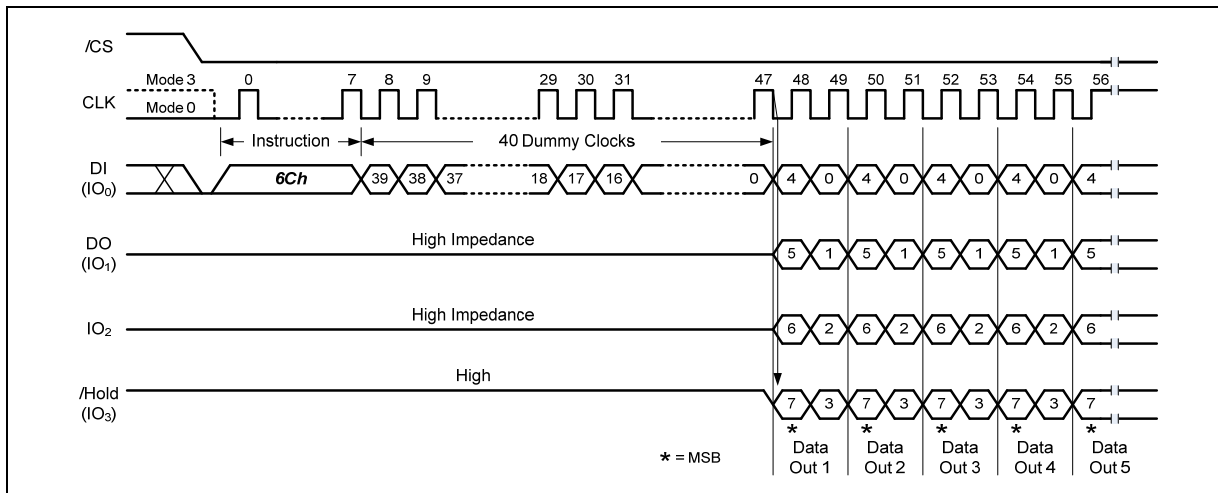 /CS
Mode 3 0 7 8 9 29 30 31 47 48 49 50 51 52 53 54 55 56
CLK
Mode 0
Instruction 40 Dummy Clocks
DI
(IO₀)
6Ch 39 38 37 18 17 16 0 4 0 4 0 4 0 4 0 4
High Impedance
DO
(IO₁)
5 1 5 1 5 1 5 1 5
High Impedance
IO₂ 6 2 6 2 6 2 6 2 6
High
/Hold
(IO₃)
7 3 7 3 7 3 7 3 7
* * * * *
* = MSB
Data Out 1
Data Out 2
Data Out 3
Data Out 4
Data Out 5